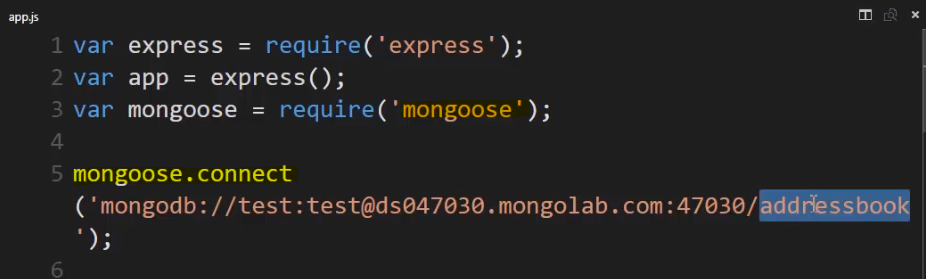 app.js
1 var express = require('express');
2 var app = express();
3 var mongoose = require('mongoose');
4
5 mongoose.connect
('mongodb://test:test@ds047030.mongolab.com:47030/addressbook
');
6